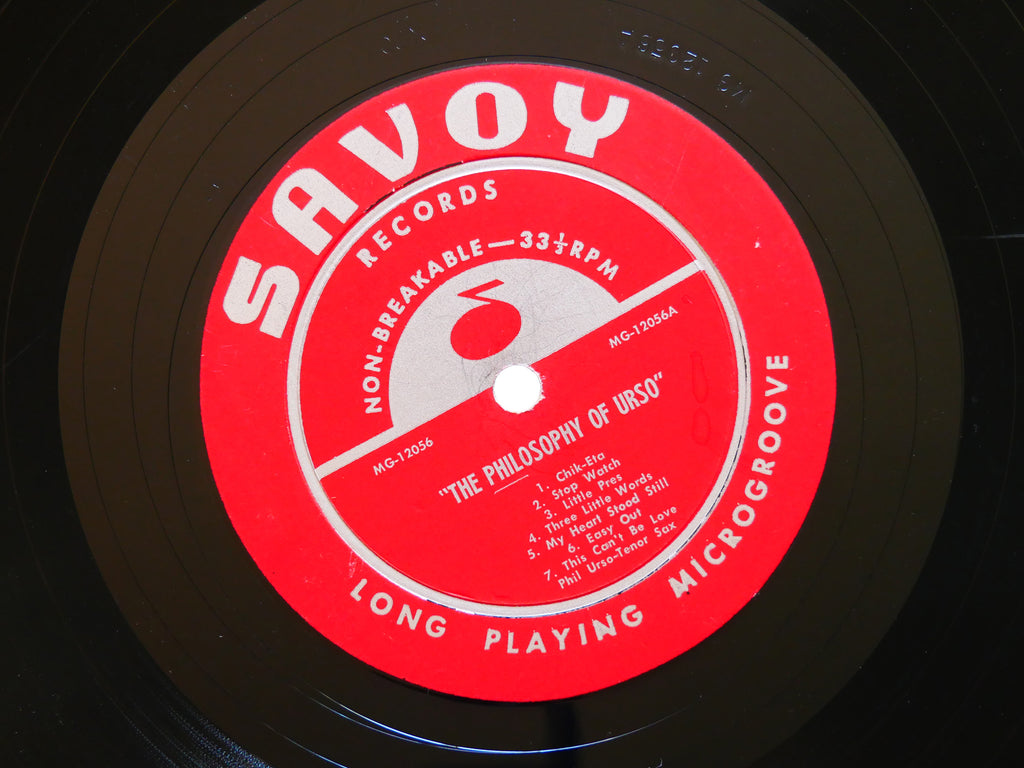 SAVOY
RECORDS
NON-BREAKABLE—33⅓RPM
MG-12056
MG-12056A
"THE PHILOSOPHY OF URSO"
1. Chik-Eta
2. Stop Watch
3. Little Pres
4. Three Little Words
5. My Heart Stood Still
6. Easy Out
7. This Can't Be Love
Phil Urso-Tenor Sax
LONG PLAYING MICROGROOVE